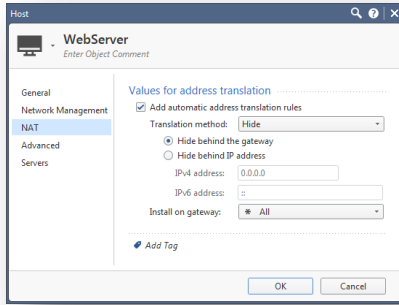 Host
WebServer
Enter Object Comment
General
Network Management
NAT
Advanced
Servers
Values for address translation
Add automatic address translation rules
Translation method: Hide
Hide behind the gateway
Hide behind IP address
IPv4 address: 0.0.0.0
IPv6 address: ::
Install on gateway: * All
Add Tag
OK Cancel